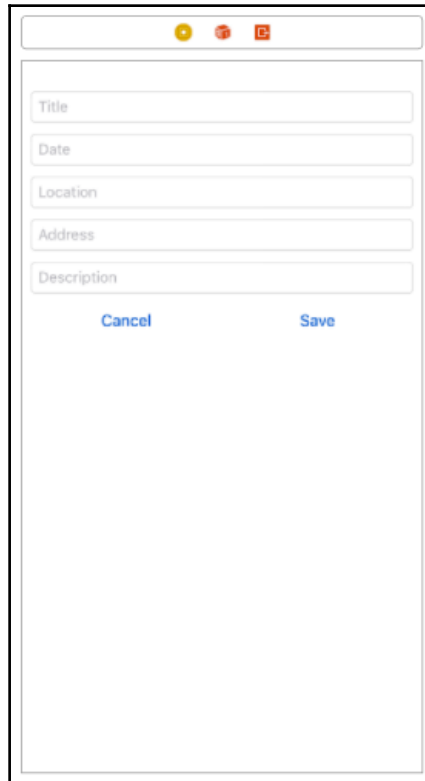 Title
Date
Location
Address
Description
Cancel Save